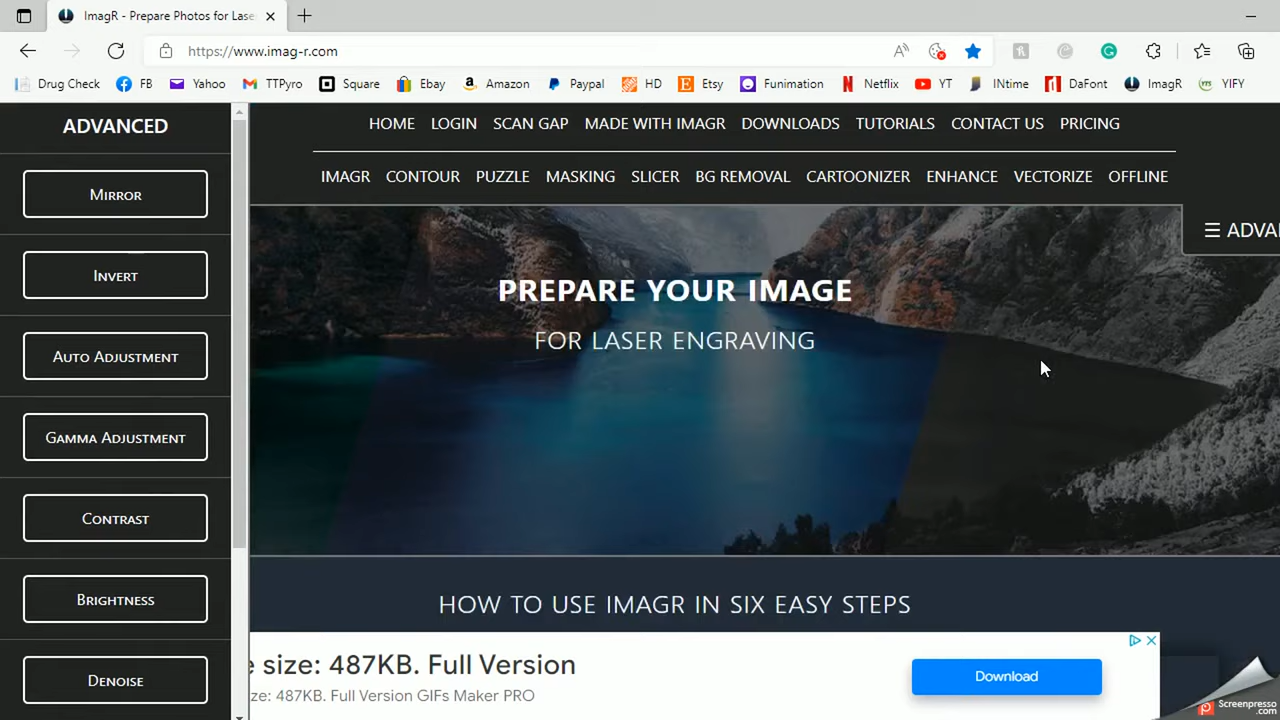 ImagR - Prepare Photos for Lase
https://www.imag-r.com
Drug Check FB Yahoo TTPyro Square Ebay Amazon Paypal HD Etsy Funimation Netflix YT INtime DaFont ImagR YIFY
ADVANCED
MIRROR
INVERT
AUTO ADJUSTMENT
GAMMA ADJUSTMENT
CONTRAST
BRIGHTNESS
DENOISE
HOME LOGIN SCAN GAP MADE WITH IMAGR DOWNLOADS TUTORIALS CONTACT US PRICING
IMAGR CONTOUR PUZZLE MASKING SLICER BG REMOVAL CARTOONIZER ENHANCE VECTORIZE OFFLINE
☰ ADVA
PREPARE YOUR IMAGE
FOR LASER ENGRAVING
HOW TO USE IMAGR IN SIX EASY STEPS
e size: 487KB. Full Version
ze: 487KB. Full Version GIFs Maker PRO
Download
Screenpresso
.com